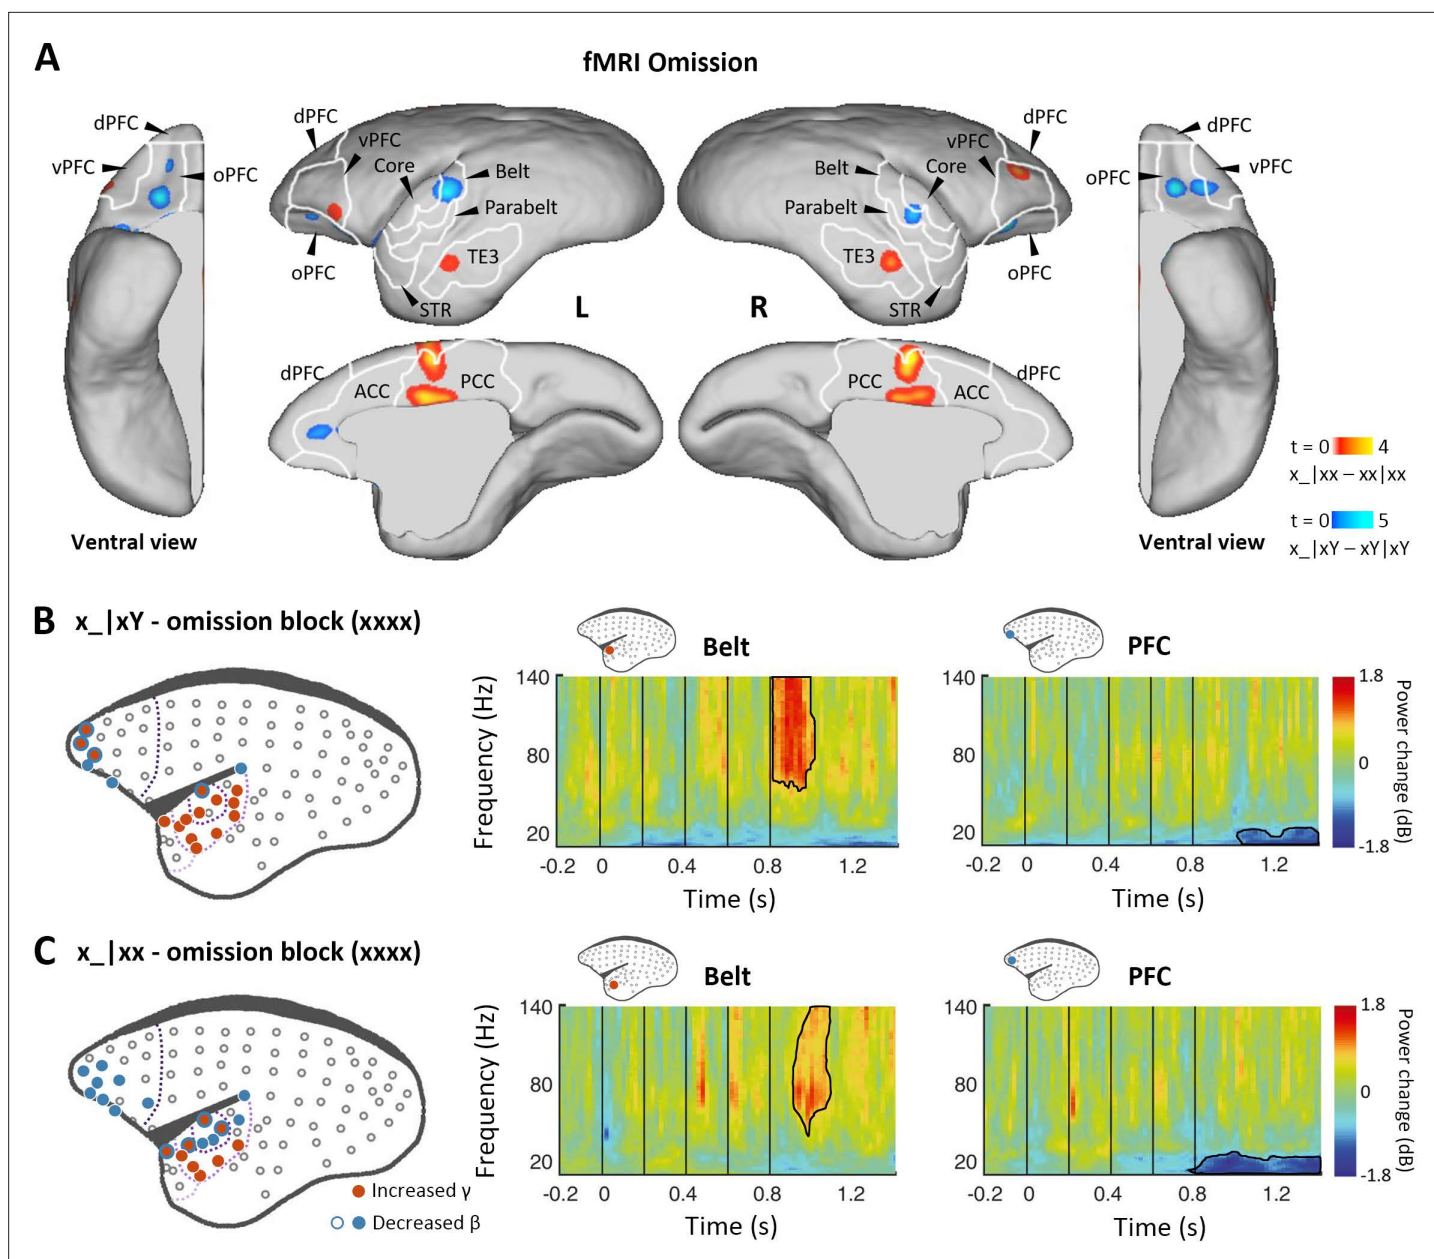 A
fMRI Omission
dPFC
vPFC
oPFC
Ventral view
dPFC
vPFC
Core
Belt
Parabelt
oPFC
TE3
STR
L
dPFC
ACC
PCC
dPFC
vPFC
Belt
Core
Parabelt
TE3
oPFC
STR
R
PCC
ACC
dPFC
dPFC
oPFC
vPFC
Ventral view
t = 0 4
x_|xx – xx|xx
t = 0 5
x_|xY – xY|xY
B x_|xY - omission block (xxxx)
Belt
Frequency (Hz)
140
80
20
-0.2 0 0.4 0.8 1.2
Time (s)
PFC
140
80
20
-0.2 0 0.4 0.8 1.2
Time (s)
1.8
0
-1.8
Power change (dB)
C x_|xx - omission block (xxxx)
Increased γ
Decreased β
Belt
Frequency (Hz)
140
80
20
-0.2 0 0.4 0.8 1.2
Time (s)
PFC
140
80
20
-0.2 0 0.4 0.8 1.2
Time (s)
1.8
0
-1.8
Power change (dB)